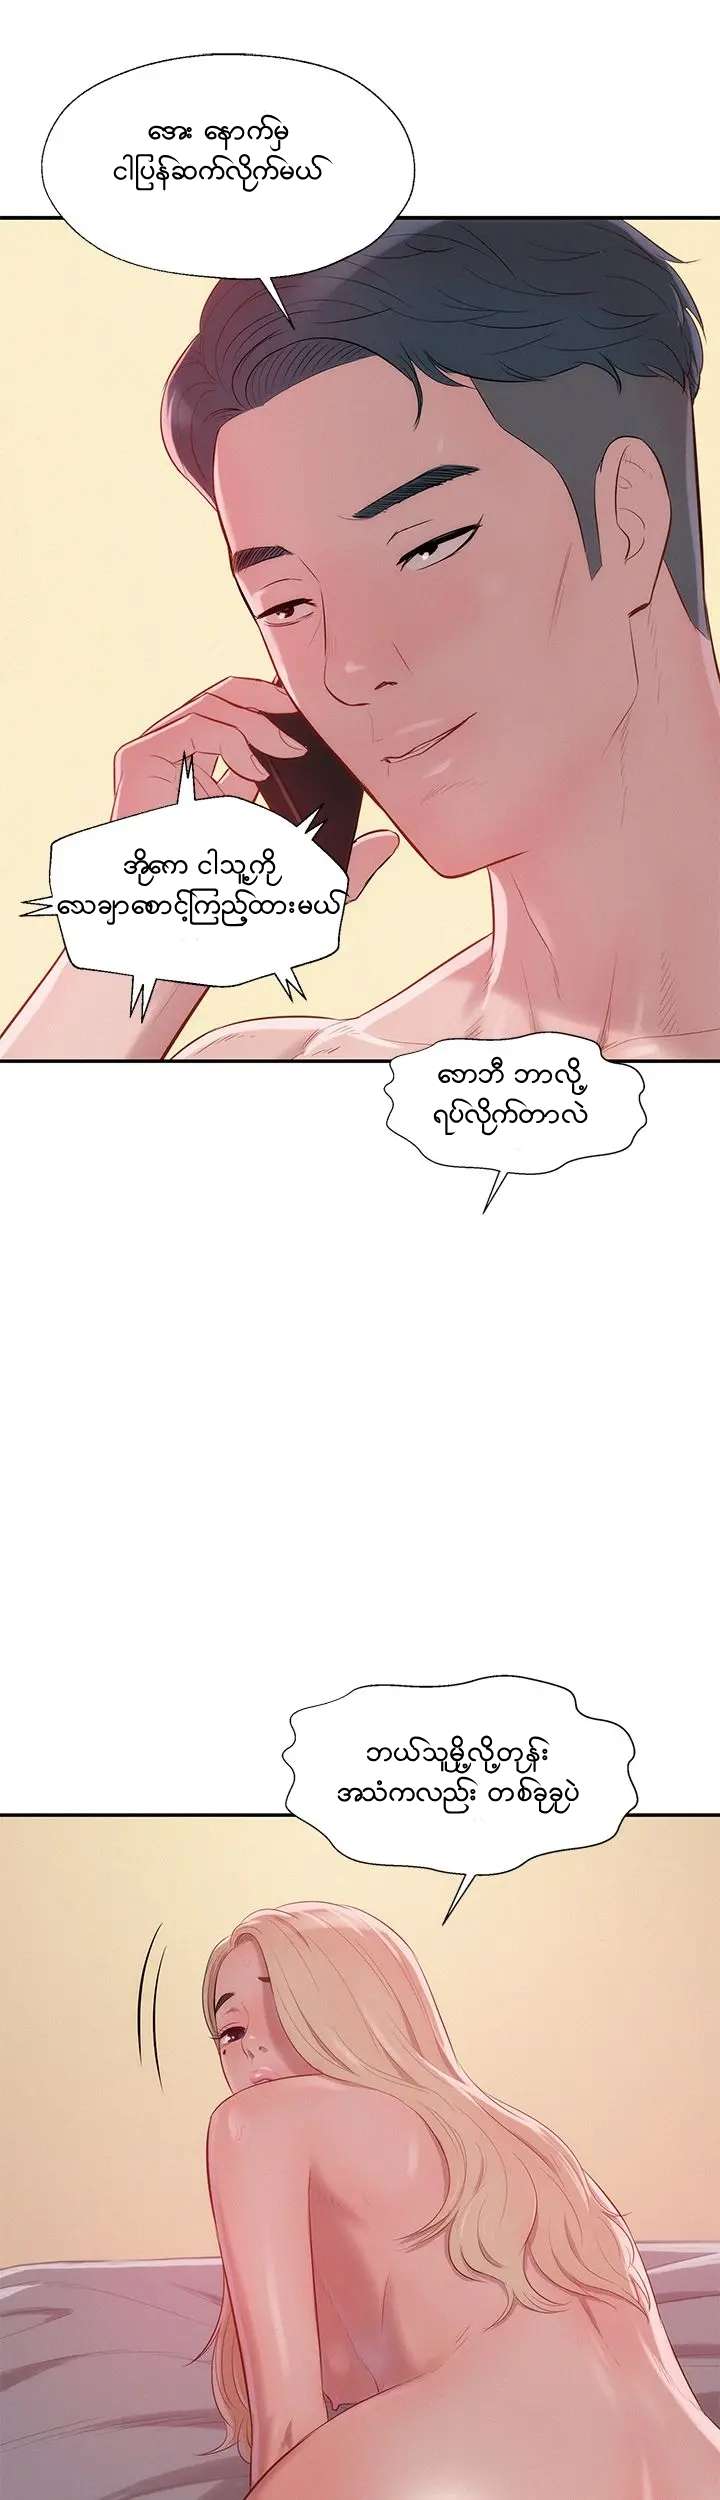 အေး နောက်မှ
ငါပြန်ဆက်လိုက်မယ်
အိုကေ ငါသူ့ကို
သေချာစောင့်ကြည့်ထားမယ်
ဘေဘီ ဘာလို့
ရပ်လိုက်တာလဲ
ဘယ်သူမို့လို့တုန်း
အသံကလည်း တစ်ခုခုပဲ